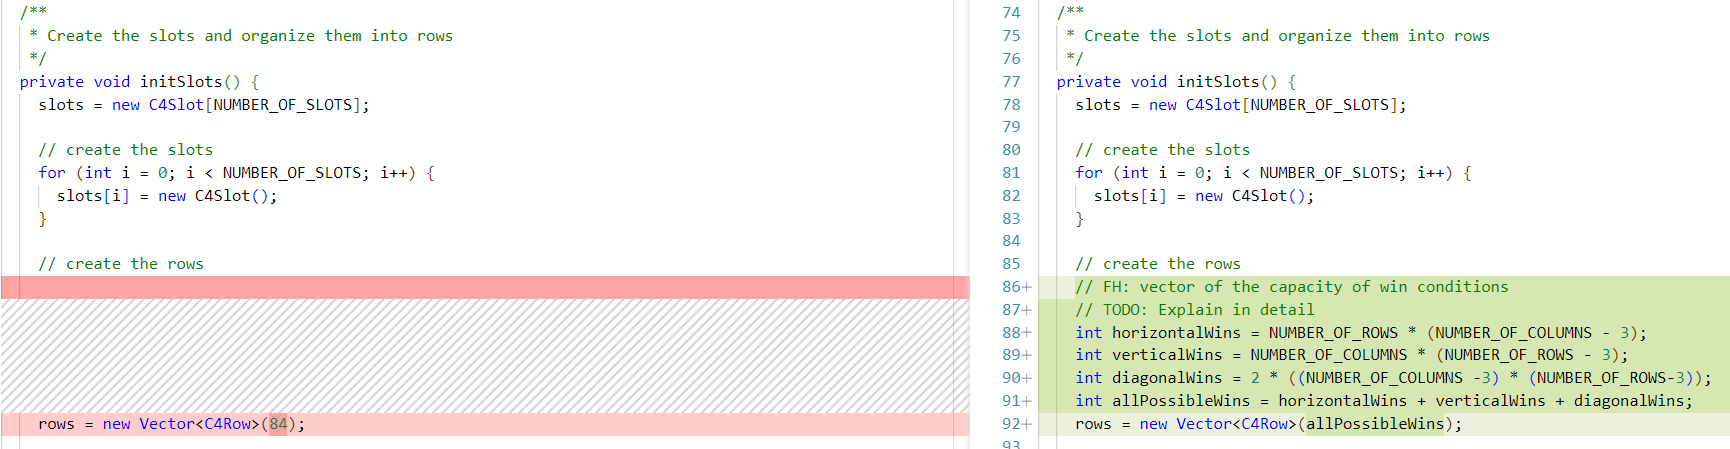 /**
* Create the slots and organize them into rows
*/
private void initSlots() {
slots = new C4Slot[NUMBER_OF_SLOTS];
// create the slots
for (int i = 0; i < NUMBER_OF_SLOTS; i++) {
slots[i] = new C4Slot();
}
// create the rows
rows = new Vector<C4Row>(84);
74 /**
75 * Create the slots and organize them into rows
76 */
77 private void initSlots() {
78 slots = new C4Slot[NUMBER_OF_SLOTS];
79
80 // create the slots
81 for (int i = 0; i < NUMBER_OF_SLOTS; i++) {
82 slots[i] = new C4Slot();
83 }
84
85 // create the rows
86+ // FH: vector of the capacity of win conditions
87+ // TODO: Explain in detail
88+ int horizontalWins = NUMBER_OF_ROWS * (NUMBER_OF_COLUMNS - 3);
89+ int verticalWins = NUMBER_OF_COLUMNS * (NUMBER_OF_ROWS - 3);
90+ int diagonalWins = 2 * ((NUMBER_OF_COLUMNS -3) * (NUMBER_OF_ROWS-3));
91+ int allPossibleWins = horizontalWins + verticalWins + diagonalWins;
92+ rows = new Vector<C4Row>(allPossibleWins);
93